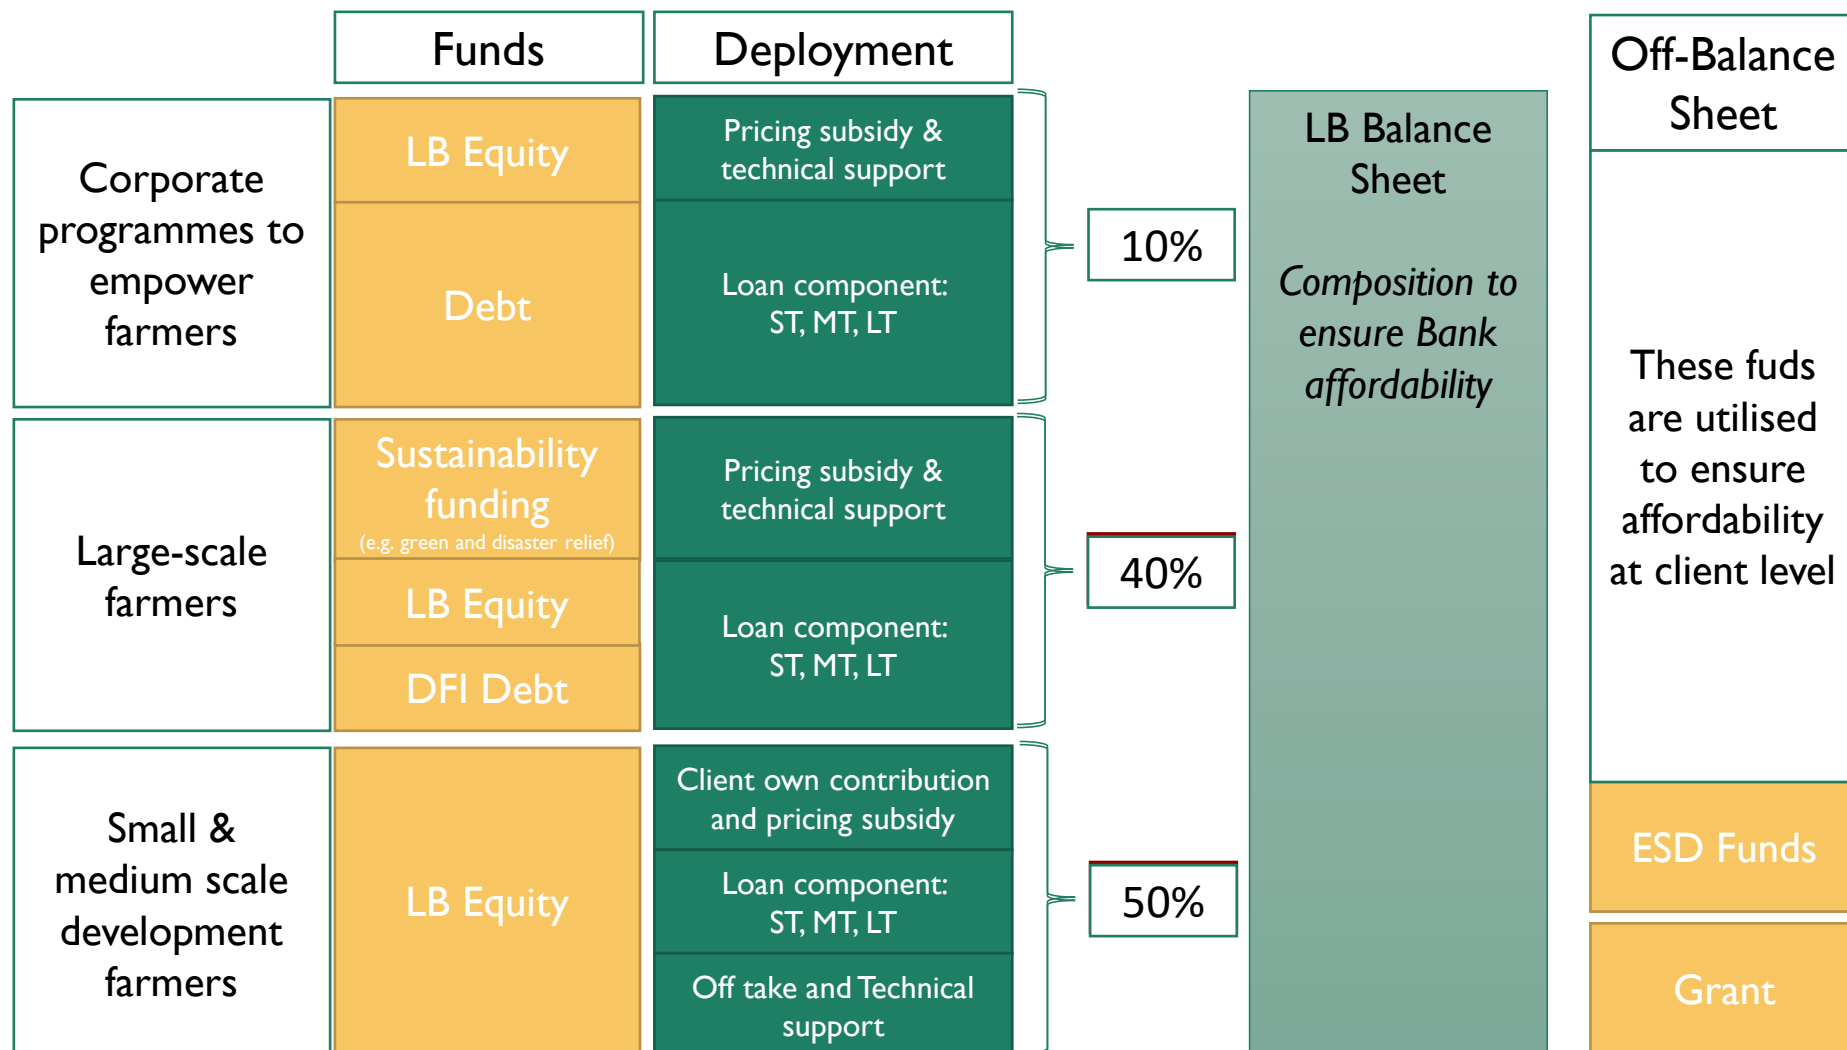 Funds
Deployment
Off-Balance
Sheet
Corporate
programmes to
empower
farmers
LB Equity
Debt
Pricing subsidy &
technical support
Loan component:
ST, MT, LT
10%
LB Balance
Sheet
Composition to
ensure Bank
affordability
These fuds
are utilised
to ensure
affordability
at client level
Large-scale
farmers
Sustainability
funding
(e.g. green and disaster relief)
LB Equity
DFI Debt
Pricing subsidy &
technical support
Loan component:
ST, MT, LT
40%
Small &
medium scale
development
farmers
LB Equity
Client own contribution
and pricing subsidy
Loan component:
ST, MT, LT
Off take and Technical
support
50%
ESD Funds
Grant